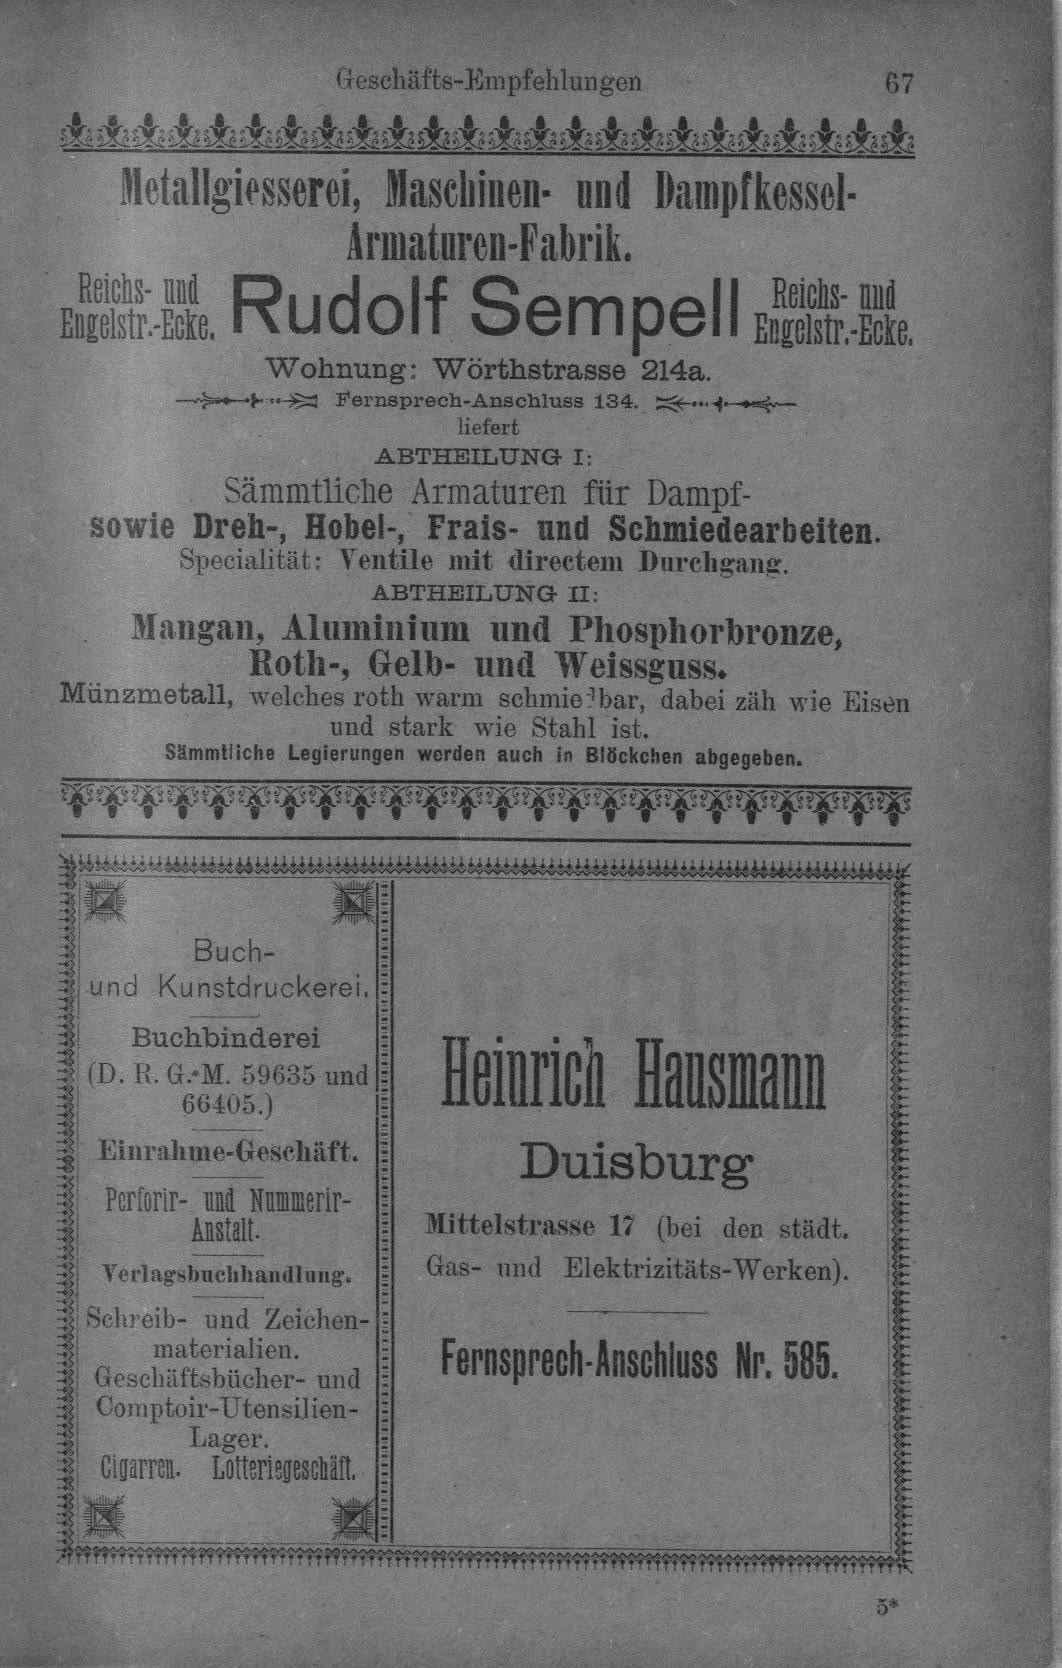 Geschäfts-Empfehlungen 67
Metallgiesserei, Maschinen- und Dampfkessel-
Armaturen-Fabrik.
Reichs- und
Engelstr.-Ecke.
Rudolf Sempell
Reichs- und
Engelstr.-Ecke.
Wohnung: Wörthstrasse 214a.
Fernsprech-Anschluss 134.
liefert
ABTHEILUNG I:
Sämmtliche Armaturen für Dampf-
sowie Dreh-, Hobel-, Frais- und Schmiedearbeiten.
Specialität: Ventile mit directem Durchgang.
ABTHEILUNG II:
Mangan, Aluminium und Phosphorbronze,
Roth-, Gelb- und Weissguss.
Münzmetall, welches roth warm schmiedbar, dabei zäh wie Eisen
und stark wie Stahl ist.
Sämmtliche Legierungen werden auch in Blöckchen abgegeben.
Buch-
und Kunstdruckerei.
Buchbinderei
(D. R. G.-M. 59635 und
66405.)
Einrahme-Geschäft.
Perforir- und Nummerir-
Anstalt.
Verlagsbuchhandlung.
Schreib- und Zeichen-
materialien.
Geschäftsbücher- und
Comptoir-Utensilien-
Lager.
Cigarren. Lotteriegeschäft.
Heinrich Hausmann
Duisburg
Mittelstrasse 17 (bei den städt.
Gas- und Elektrizitäts-Werken).
Fernsprech-Anschluss Nr. 585.
5*